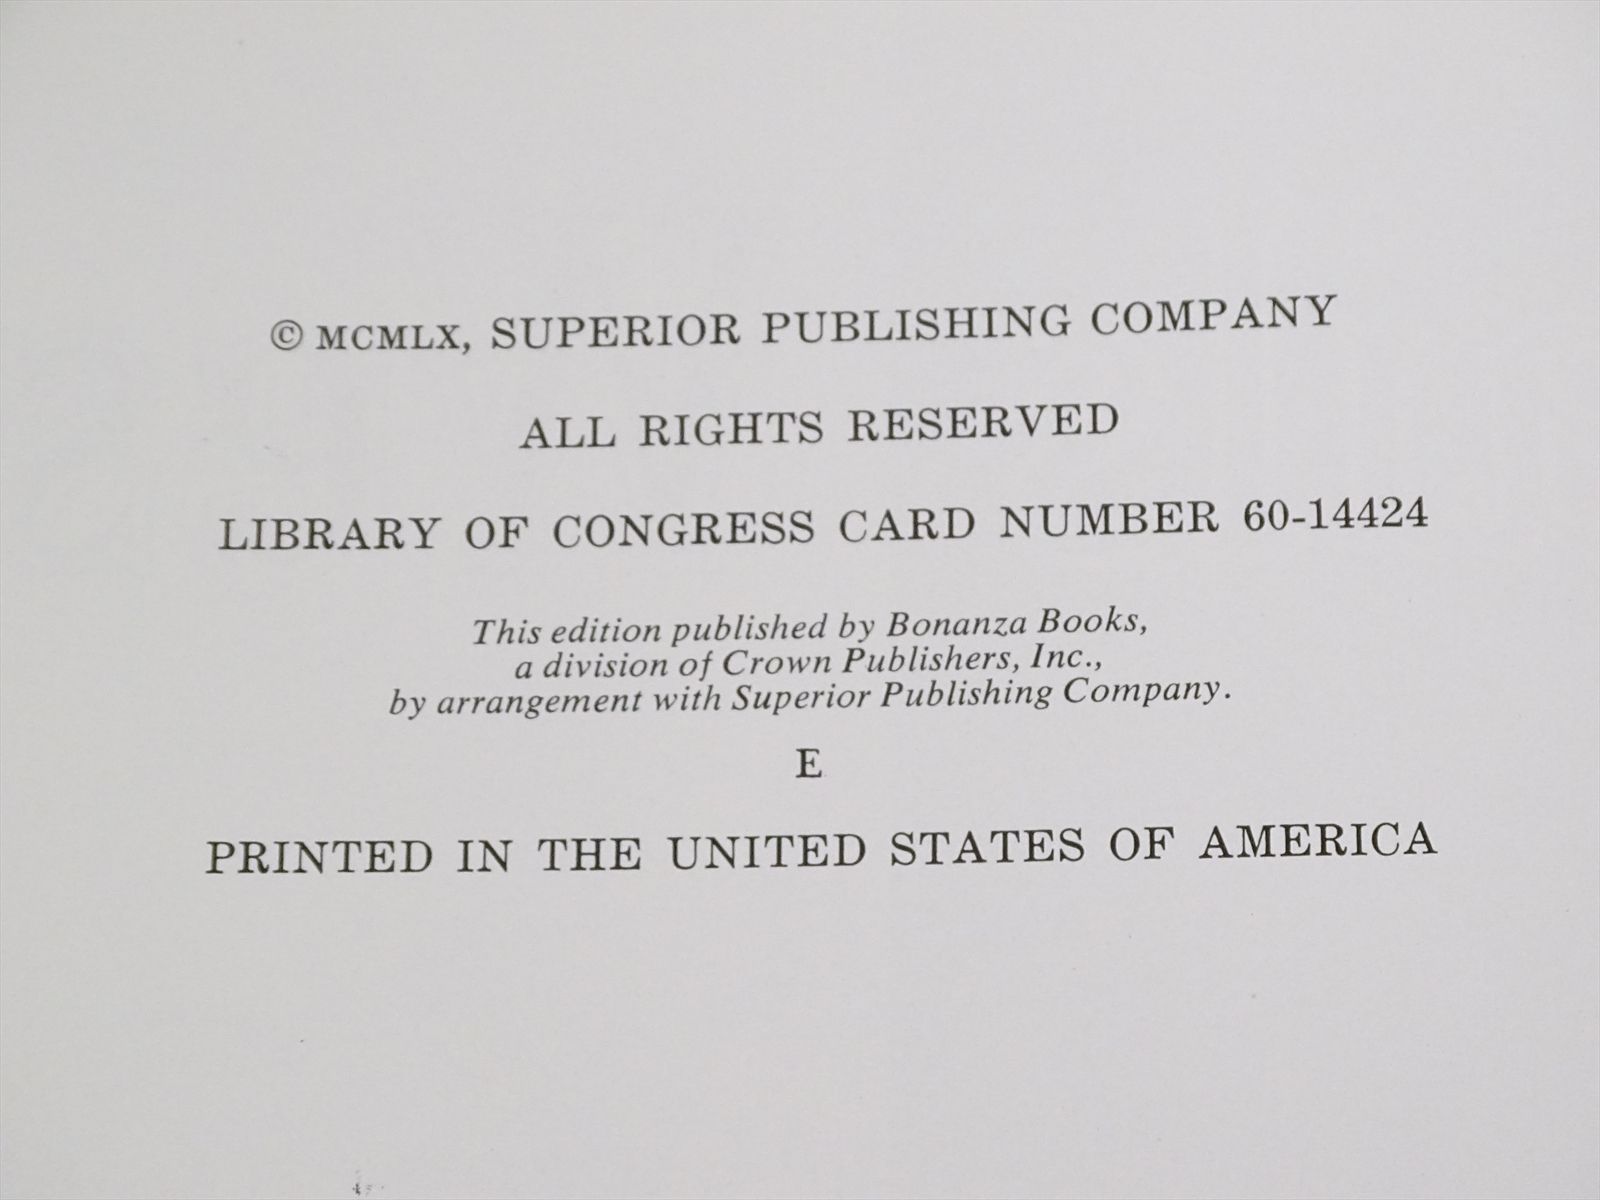 © MCMLX, SUPERIOR PUBLISHING COMPANY
ALL RIGHTS RESERVED
LIBRARY OF CONGRESS CARD NUMBER 60-14424
This edition published by Bonanza Books,
a division of Crown Publishers, Inc.,
by arrangement with Superior Publishing Company.
E
PRINTED IN THE UNITED STATES OF AMERICA